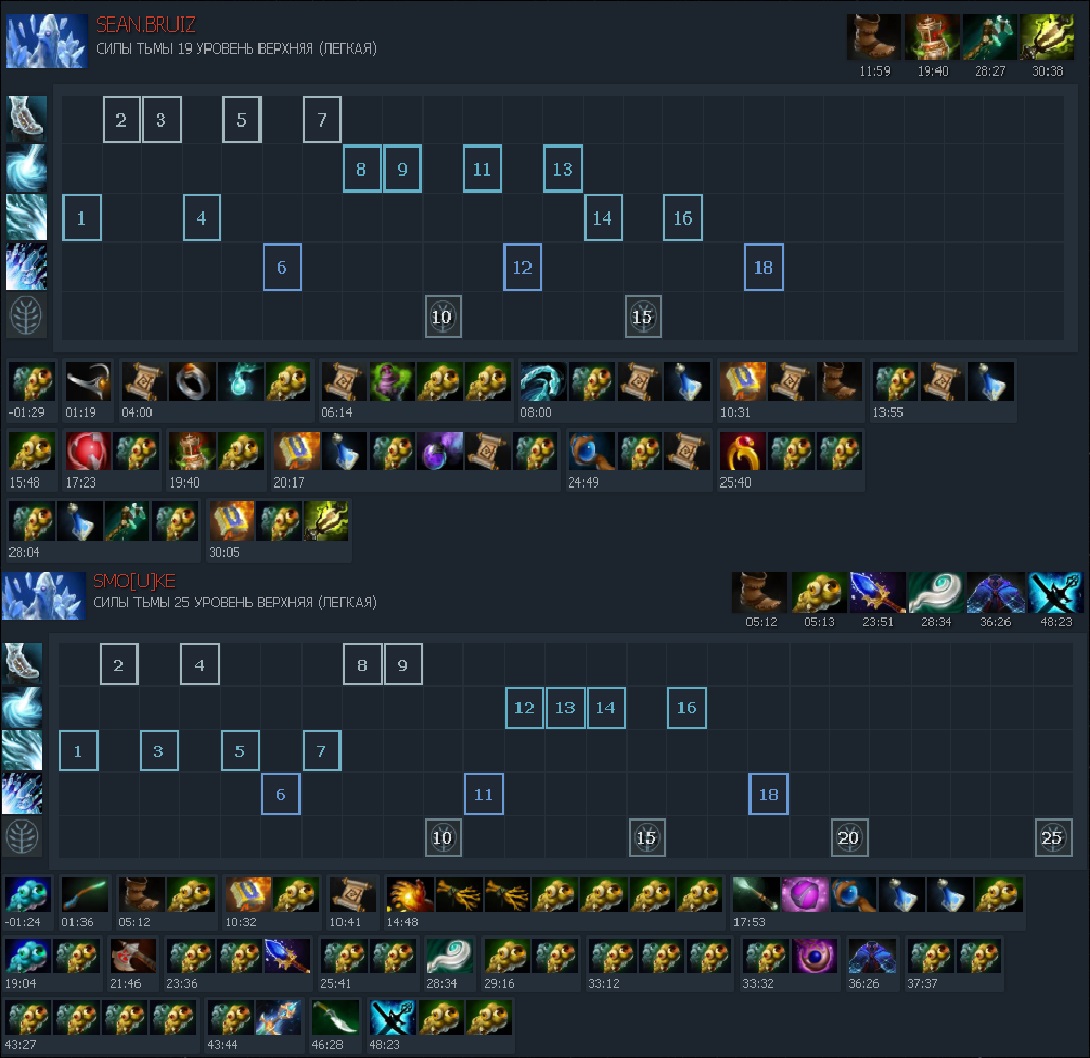 SEAN.BRUIZ
СИЛЫ ТЬМЫ 19 УРОВЕНЬ ВЕРХНЯЯ (ЛЕГКАЯ)
11:59 19:40 28:27 30:38
2 3 5 7
8 9 11 13
1 4 14 16
6 12 18
10 15
-01:29 01:19 04:00 06:14 08:00 10:31 13:55
15:48 17:23 19:40 20:17 24:49 25:40
28:04 30:05
SMO[U]KE
СИЛЫ ТЬМЫ 25 УРОВЕНЬ ВЕРХНЯЯ (ЛЕГКАЯ)
05:12 05:13 23:51 28:34 36:26 48:23
2 4 8 9
12 13 14 16
1 3 5 7
6 11 18
10 15 20 25
-01:24 01:36 05:12 10:32 10:41 14:48 17:53
19:04 21:46 23:36 25:41 28:34 29:16 33:12 33:32 36:26 37:37
43:27 43:44 46:28 48:23